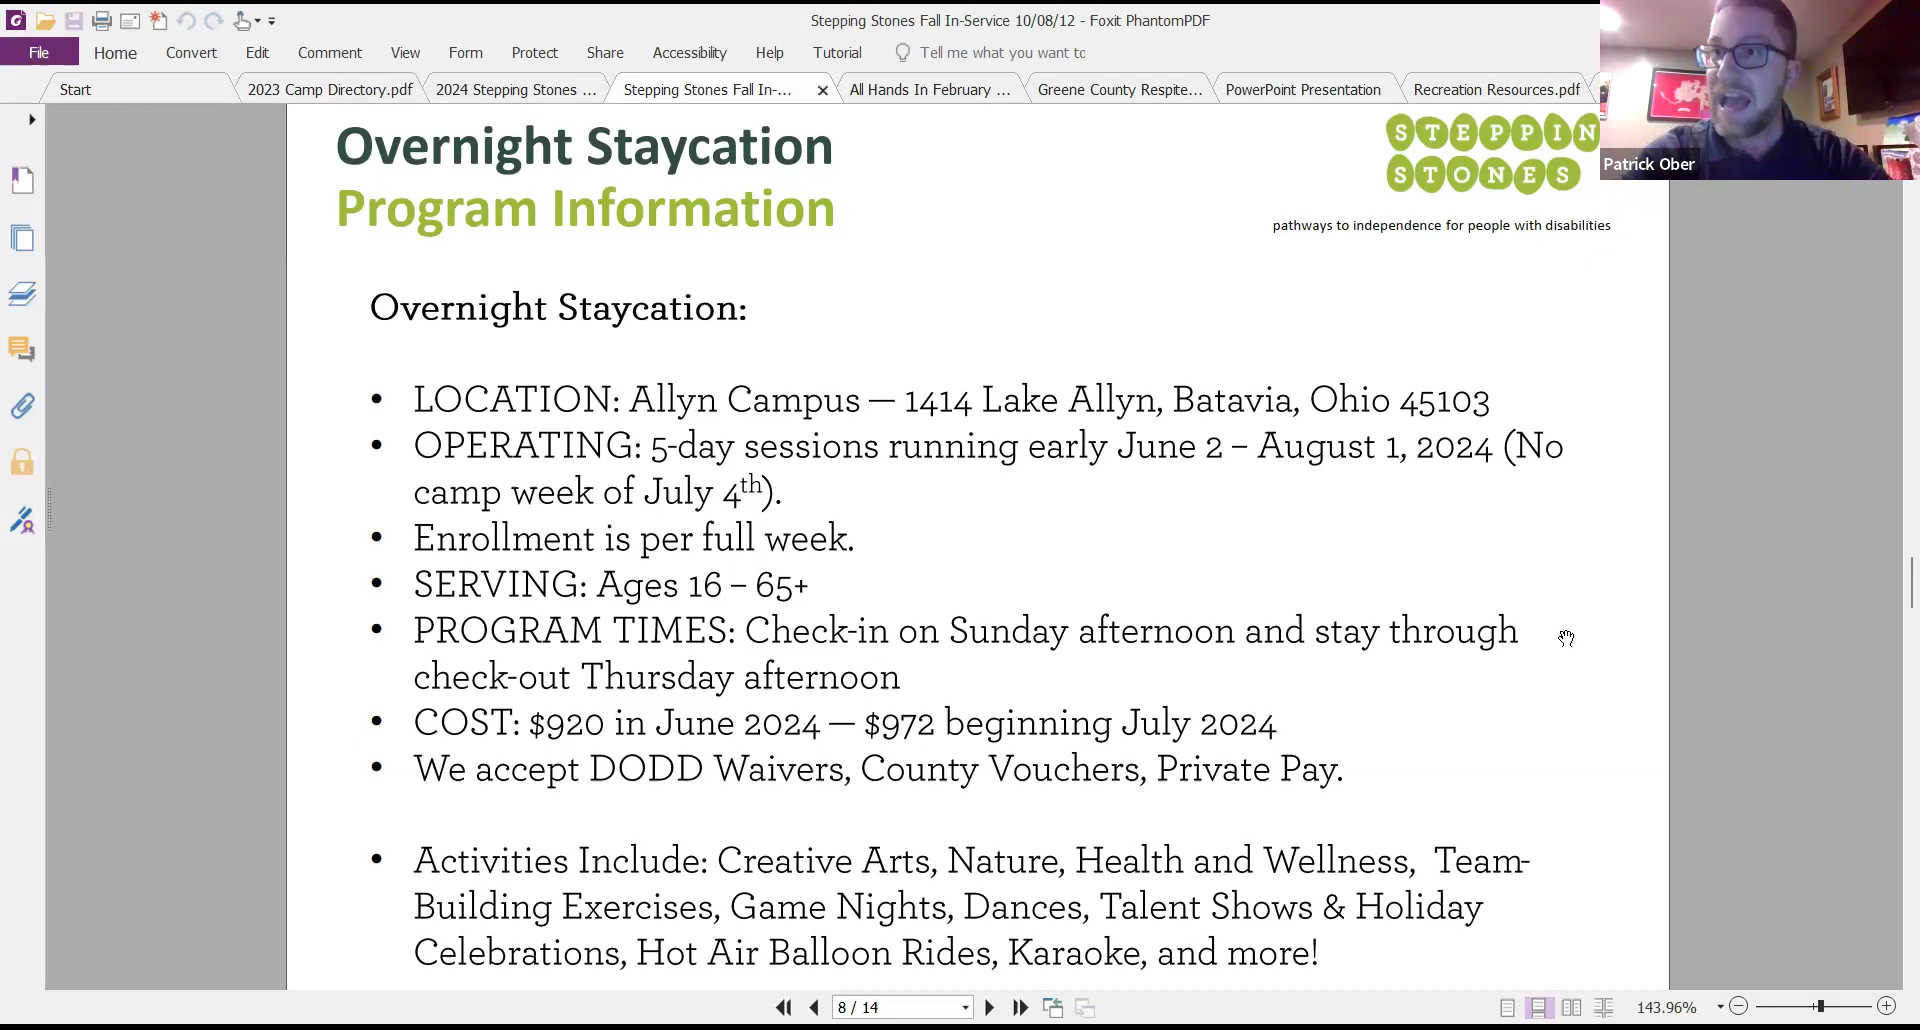 Stepping Stones Fall In-Service 10/08/12 - Foxit PhantomPDF
File Home Convert Edit Comment View Form Protect Share Accessibility Help Tutorial Tell me what you want to
Start 2023 Camp Directory.pdf 2024 Stepping Stones ... Stepping Stones Fall In-... All Hands In February ... Greene County Respite... PowerPoint Presentation Recreation Resources.pdf
Patrick Ober
Overnight Staycation
Program Information
STEPPIN
STONES
pathways to independence for people with disabilities
Overnight Staycation:
• LOCATION: Allyn Campus — 1414 Lake Allyn, Batavia, Ohio 45103
• OPERATING: 5-day sessions running early June 2 – August 1, 2024 (No
camp week of July 4th).
• Enrollment is per full week.
• SERVING: Ages 16 – 65+
• PROGRAM TIMES: Check-in on Sunday afternoon and stay through
check-out Thursday afternoon
• COST: $920 in June 2024 — $972 beginning July 2024
• We accept DODD Waivers, County Vouchers, Private Pay.
• Activities Include: Creative Arts, Nature, Health and Wellness, Team-
Building Exercises, Game Nights, Dances, Talent Shows & Holiday
Celebrations, Hot Air Balloon Rides, Karaoke, and more!
8 / 14
143.96%